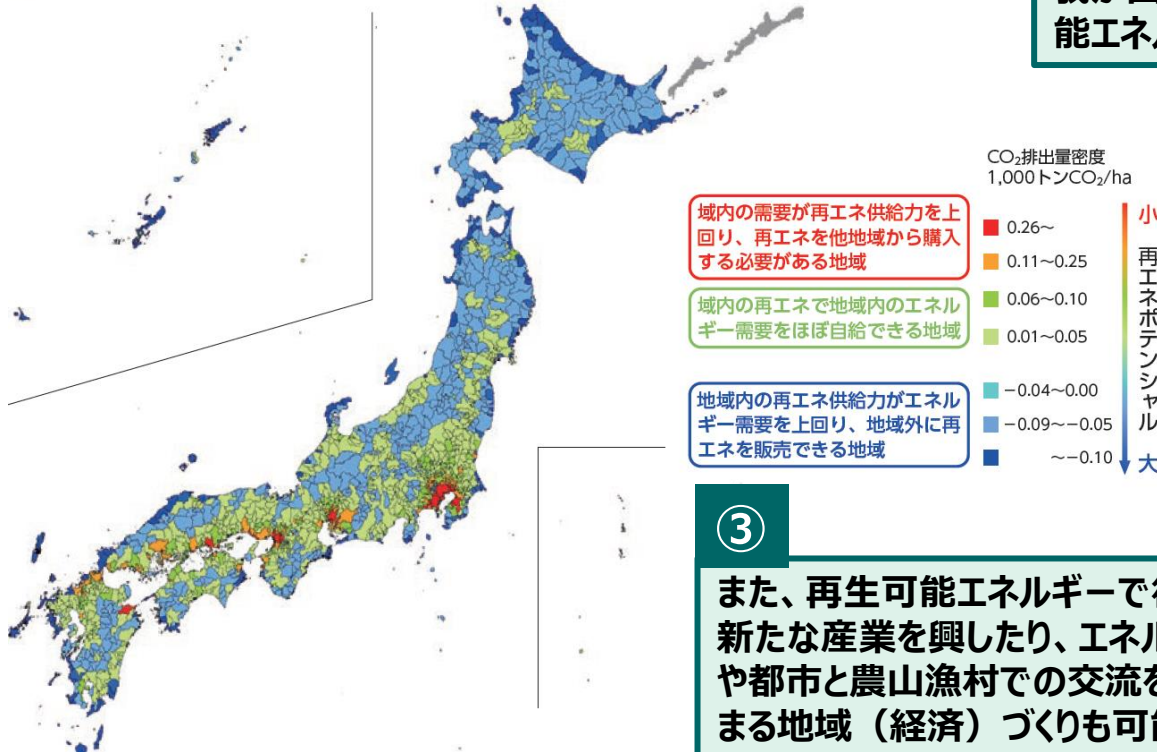 能エネ
CO₂排出量密度
1,000トンCO₂/ha
域内の需要が再エネ供給力を上
回り、再エネを他地域から購入
する必要がある地域
0.26~
0.11~0.25
0.06~0.10
0.01~0.05
域内の再エネで地域内のエネル
ギー需要をほぼ自給できる地域
−0.04~0.00
−0.09~−0.05
~−0.10
地域内の再エネ供給力がエネル
ギー需要を上回り、地域外に再
エネを販売できる地域
小
再エネポテンシャル
大
③
また、再生可能エネルギーで
新たな産業を興したり、エネル
や都市と農山漁村での交流を
まる地域（経済）づくりも可能